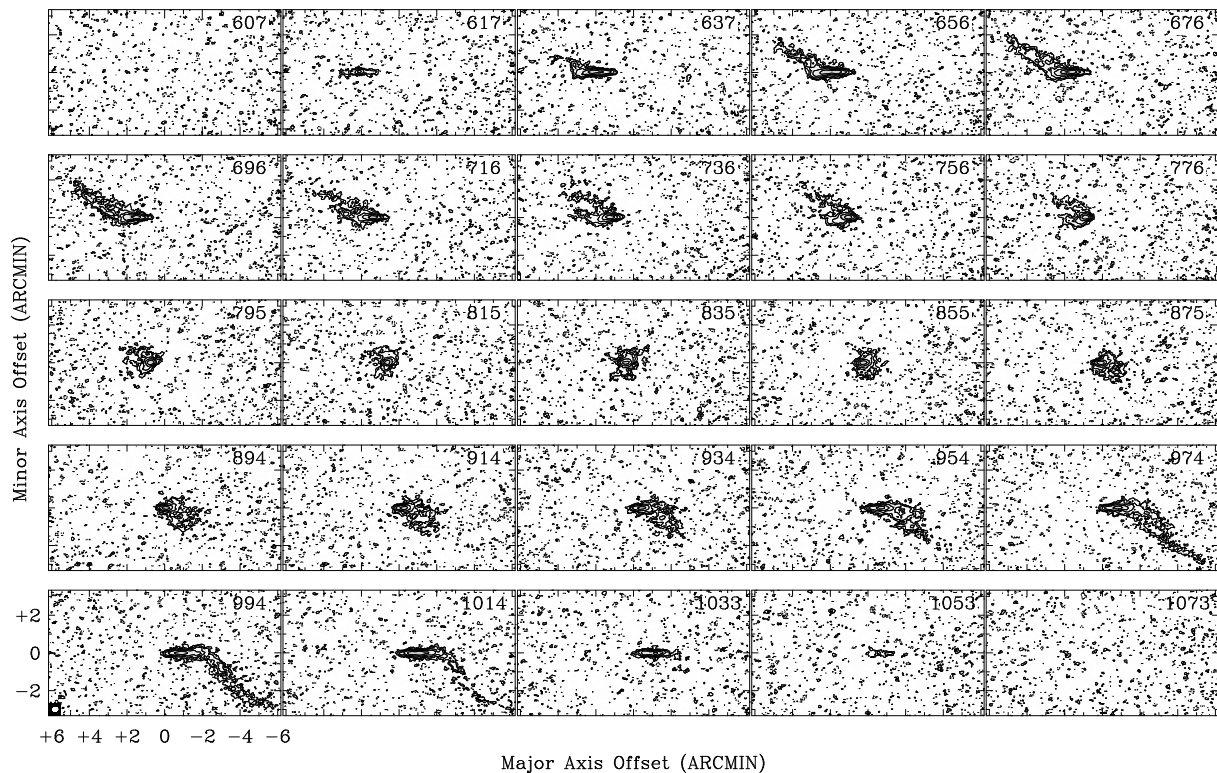 607 617 637 656 676
696 716 736 756 776
795 815 835 855 875
894 914 934 954 974
994 1014 1033 1053 1073
+2
0
−2
+6 +4 +2 0 −2 −4 −6
Minor Axis Offset (ARCMIN)
Major Axis Offset (ARCMIN)